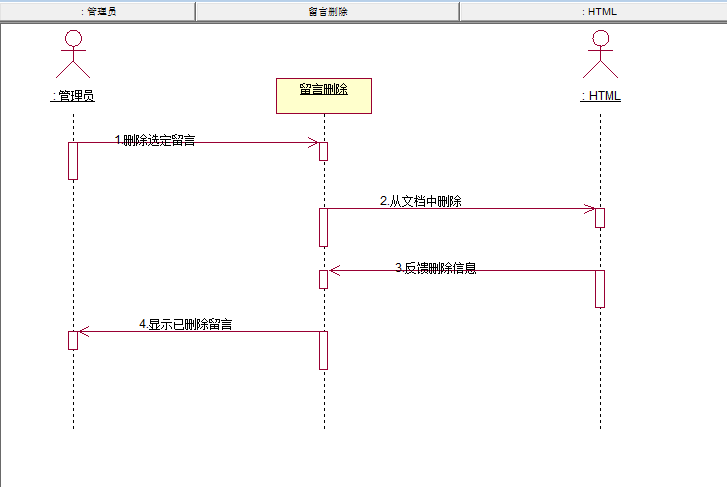 : 管理员
留言删除
: HTML
: 管理员
留言删除
: HTML
1.删除选定留言
2.从文档中删除
3.反馈删除信息
4.显示已删除留言